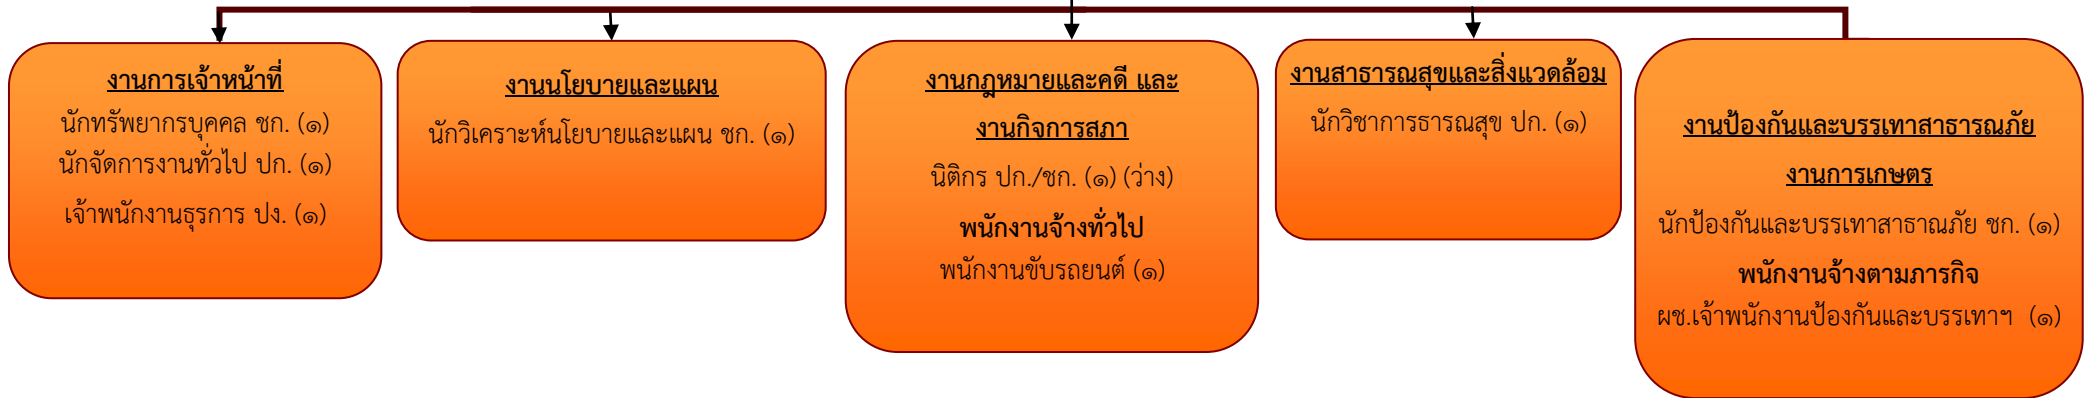 งานการเจ้าหน้าที่
นักทรัพยากรบุคคล ชก. (๑)
นักจัดการงานทั่วไป ปก. (๑)
เจ้าพนักงานธุรการ ปง. (๑)
งานนโยบายและแผน
นักวิเคราะห์นโยบายและแผน ชก. (๑)
งานกฎหมายและคดี และ
งานกิจการสภา
นิติกร ปก./ชก. (๑) (ว่าง)
พนักงานจ้างทั่วไป
พนักงานขับรถยนต์ (๑)
งานสาธารณสุขและสิ่งแวดล้อม
นักวิชาการธารณสุข ปก. (๑)
งานป้องกันและบรรเทาสาธารณภัย
งานการเกษตร
นักป้องกันและบรรเทาสาธาณภัย ชก. (๑)
พนักงานจ้างตามภารกิจ
ผช.เจ้าพนักงานป้องกันและบรรเทาฯ (๑)